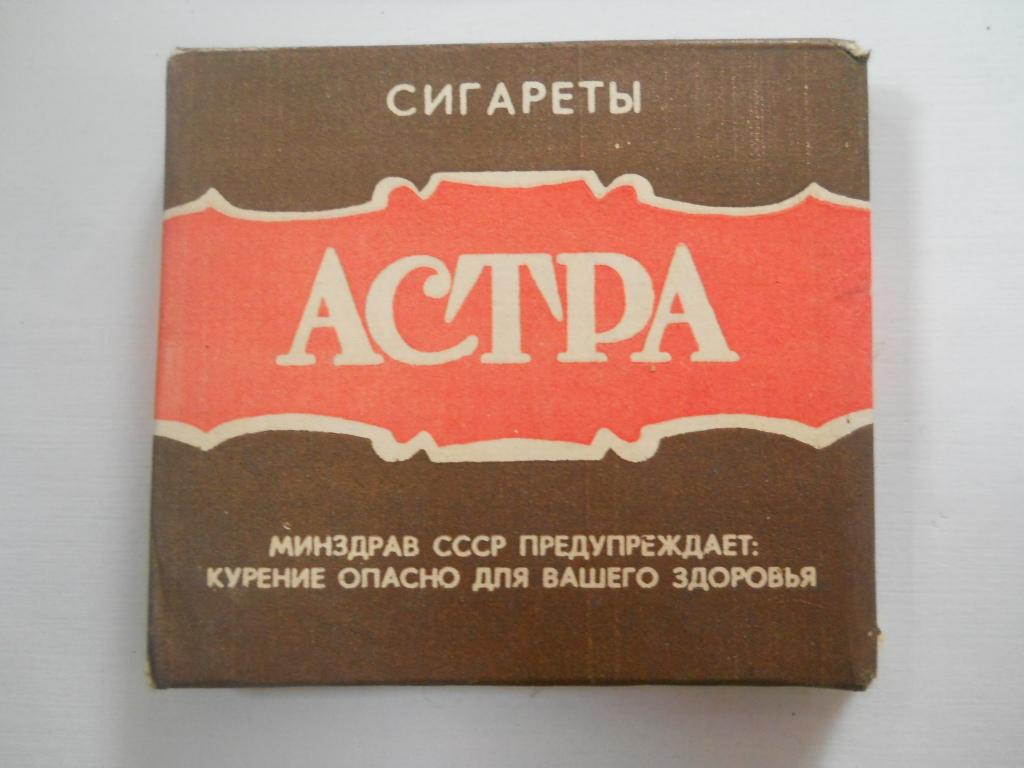 СИГАРЕТЫ
АСТРА
МИНЗДРАВ СССР ПРЕДУПРЕЖДАЕТ:
КУРЕНИЕ ОПАСНО ДЛЯ ВАШЕГО ЗДОРОВЬЯ